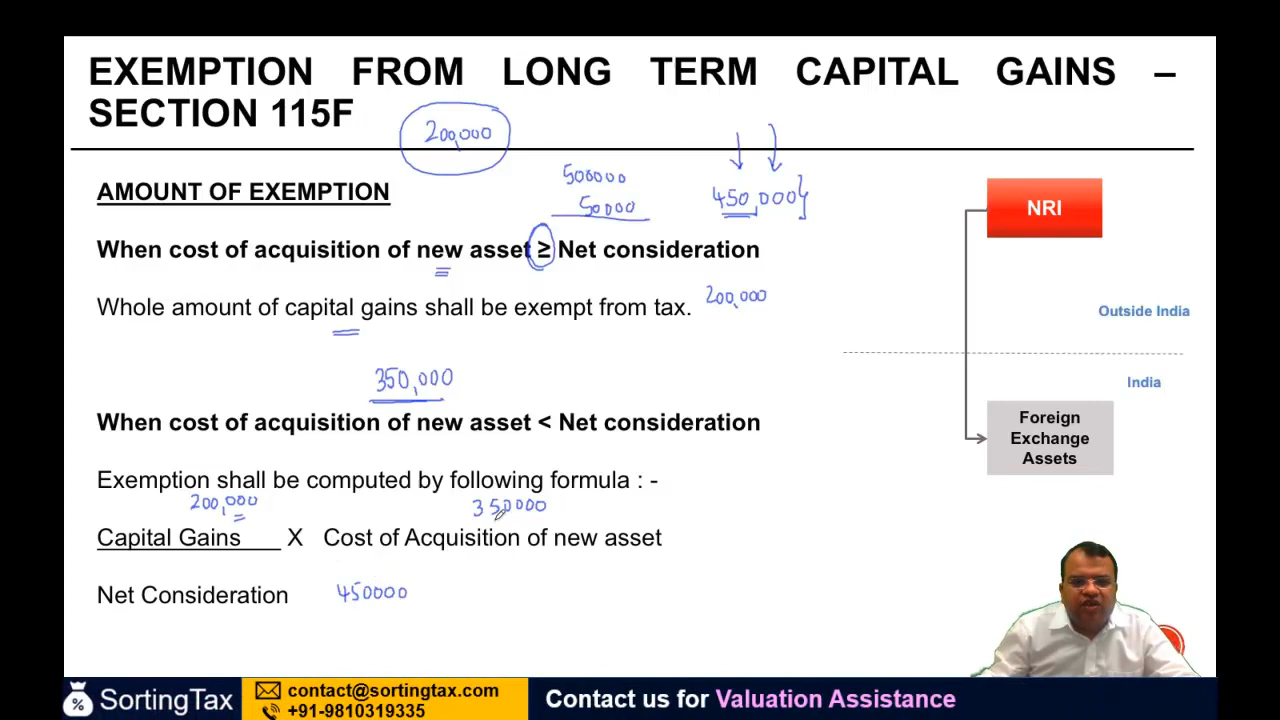 EXEMPTION FROM LONG TERM CAPITAL GAINS –
SECTION 115F
200,000
500000
50000
450,000}
AMOUNT OF EXEMPTION
When cost of acquisition of new asset ≥ Net consideration
Whole amount of capital gains shall be exempt from tax. 200,000
350,000
When cost of acquisition of new asset < Net consideration
Exemption shall be computed by following formula : -
200,000
350000
Capital Gains X Cost of Acquisition of new asset
Net Consideration 450000
NRI
Outside India
India
Foreign
Exchange
Assets
SortingTax
contact@sortingtax.com
+91-9810319335
Contact us for Valuation Assistance